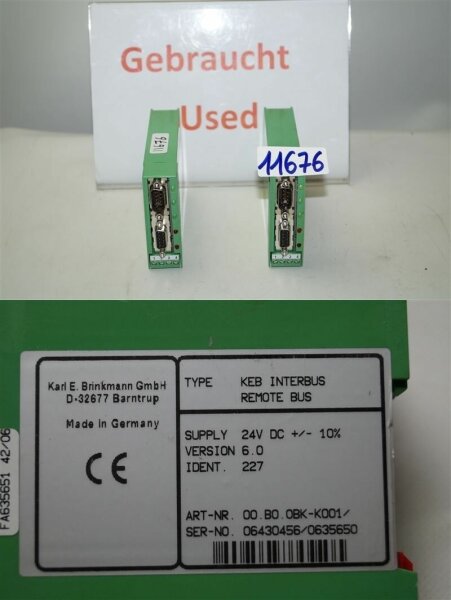 Gebraucht
Used
11676
11676
Karl E. Brinkmann GmbH
D-32677 Barntrup
Made in Germany
CE
TYPE KEB INTERBUS
REMOTE BUS
SUPPLY 24V DC +/- 10%
VERSION 6.0
IDENT. 227
ART-NR. 00.B0.0BK-K001/
SER-NO. 06430456/0635650
FA635651 42/06